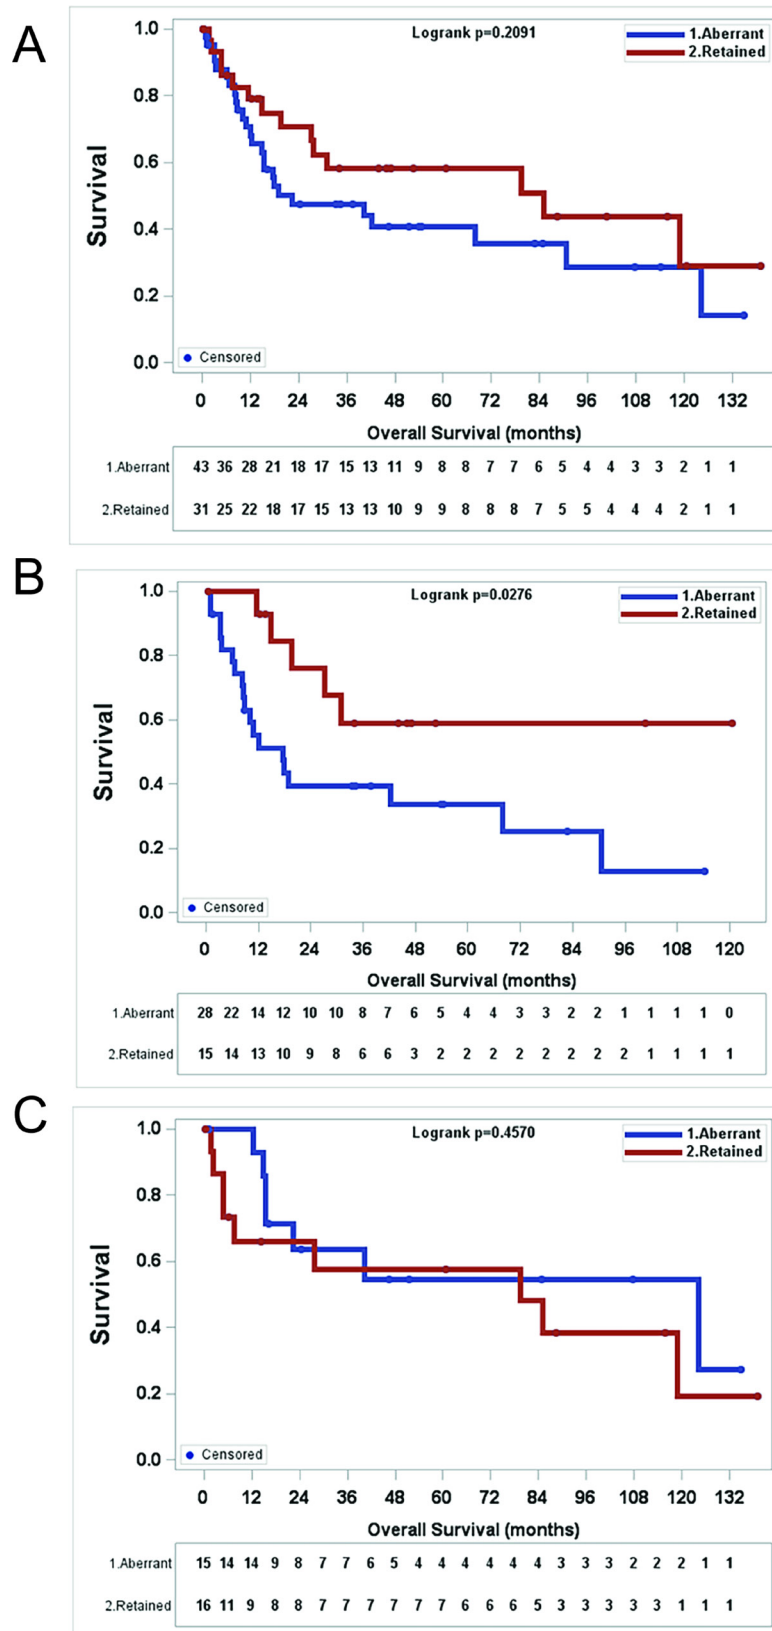 A
Logrank p=0.2091
1.Aberrant
2.Retained
1.0
0.8
0.6
0.4
0.2
0.0
Survival
Censored
0 12 24 36 48 60 72 84 96 108 120 132
Overall Survival (months)
1.Aberrant 43 36 28 21 18 17 15 13 11 9 8 8 7 7 6 5 4 4 3 3 2 1 1
2.Retained 31 25 22 18 17 15 13 13 10 9 9 8 8 8 7 5 5 4 4 4 2 1 1
B
Logrank p=0.0276
1.Aberrant
2.Retained
1.0
0.8
0.6
0.4
0.2
0.0
Survival
Censored
0 12 24 36 48 60 72 84 96 108 120
Overall Survival (months)
1.Aberrant 28 22 14 12 10 10 8 7 6 5 4 4 3 3 2 2 1 1 1 1 0
2.Retained 15 14 13 10 9 8 6 6 3 2 2 2 2 2 2 2 2 1 1 1 1
C
Logrank p=0.4570
1.Aberrant
2.Retained
1.0
0.8
0.6
0.4
0.2
0.0
Survival
Censored
0 12 24 36 48 60 72 84 96 108 120 132
Overall Survival (months)
1.Aberrant 15 14 14 9 8 7 7 6 5 4 4 4 4 4 4 3 3 3 2 2 2 1 1
2.Retained 16 11 9 8 8 7 7 7 7 7 7 6 6 6 5 3 3 3 3 3 1 1 1